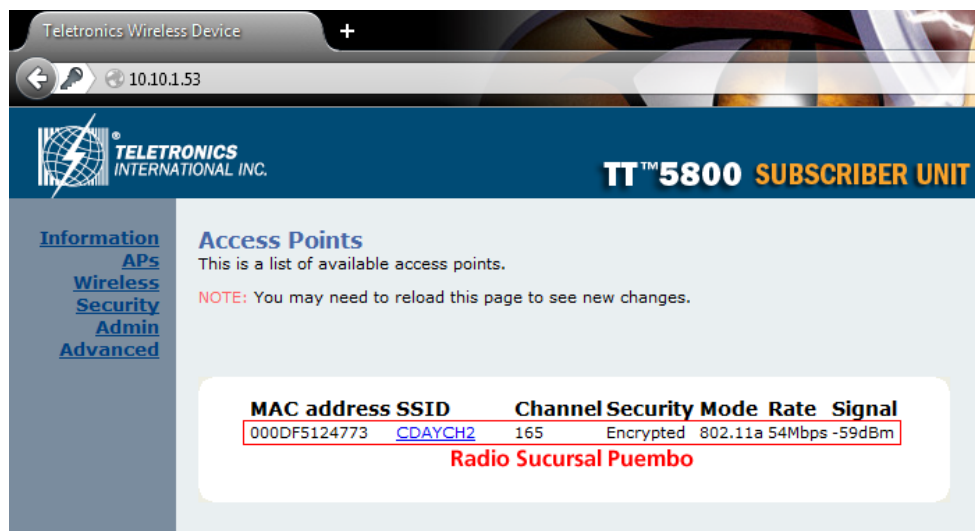 Teletronics Wireless Device
+
10.10.1.53
®
TELETRONICS
INTERNATIONAL INC.
TT™5800 SUBSCRIBER UNIT
Information
APs
Wireless
Security
Admin
Advanced
Access Points
This is a list of available access points.
NOTE: You may need to reload this page to see new changes.
MAC address SSID Channel Security Mode Rate Signal
000DF5124773 CDAYCH2 165 Encrypted 802.11a 54Mbps -59dBm
Radio Sucursal Puembo